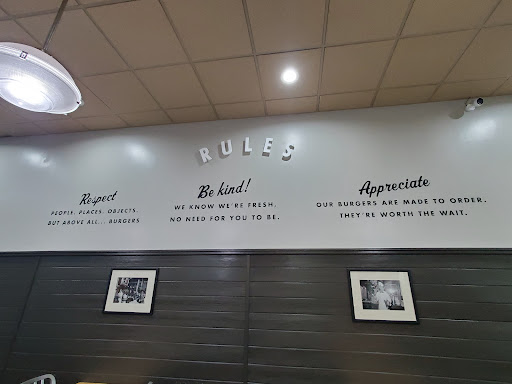 RULES
Respect
PEOPLE, PLACES, OBJECTS.
BUT ABOVE ALL... BURGERS
Be kind!
WE KNOW WE'RE FRESH,
NO NEED FOR YOU TO BE.
Appreciate
OUR BURGERS ARE MADE TO ORDER.
THEY'RE WORTH THE WAIT.